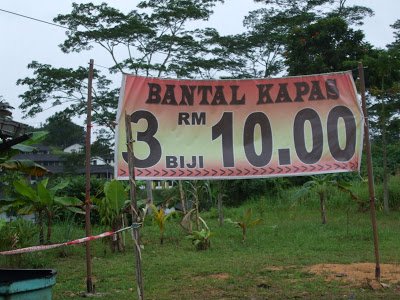 BANTAL KAPAS
3 BIJI RM 10.00